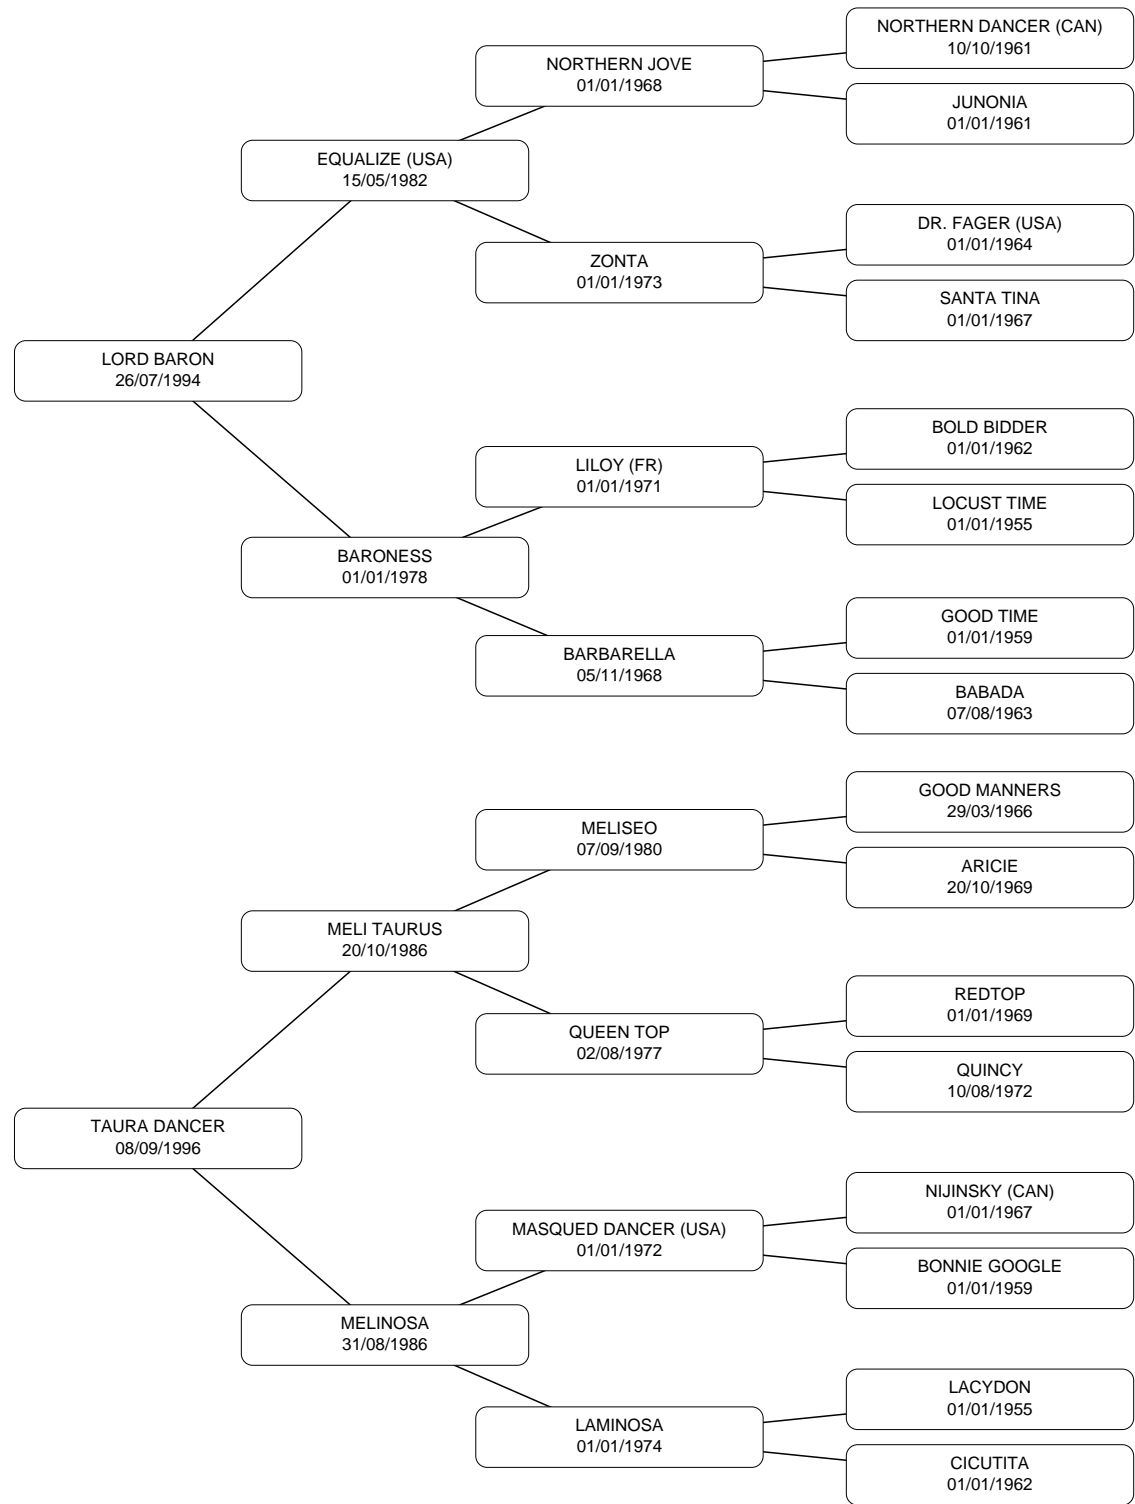 NORTHERN DANCER (CAN)
10/10/1961
NORTHERN JOVE
01/01/1968
JUNONIA
01/01/1961
EQUALIZE (USA)
15/05/1982
DR. FAGER (USA)
01/01/1964
ZONTA
01/01/1973
SANTA TINA
01/01/1967
LORD BARON
26/07/1994
BOLD BIDDER
01/01/1962
LILOY (FR)
01/01/1971
LOCUST TIME
01/01/1955
BARONESS
01/01/1978
GOOD TIME
01/01/1959
BARBARELLA
05/11/1968
BABADA
07/08/1963
GOOD MANNERS
29/03/1966
MELISEO
07/09/1980
ARICIE
20/10/1969
MELI TAURUS
20/10/1986
REDTOP
01/01/1969
QUEEN TOP
02/08/1977
QUINCY
10/08/1972
TAURA DANCER
08/09/1996
NIJINSKY (CAN)
01/01/1967
MASQUED DANCER (USA)
01/01/1972
BONNIE GOOGLE
01/01/1959
MELINOSA
31/08/1986
LACYDON
01/01/1955
LAMINOSA
01/01/1974
CICUTITA
01/01/1962